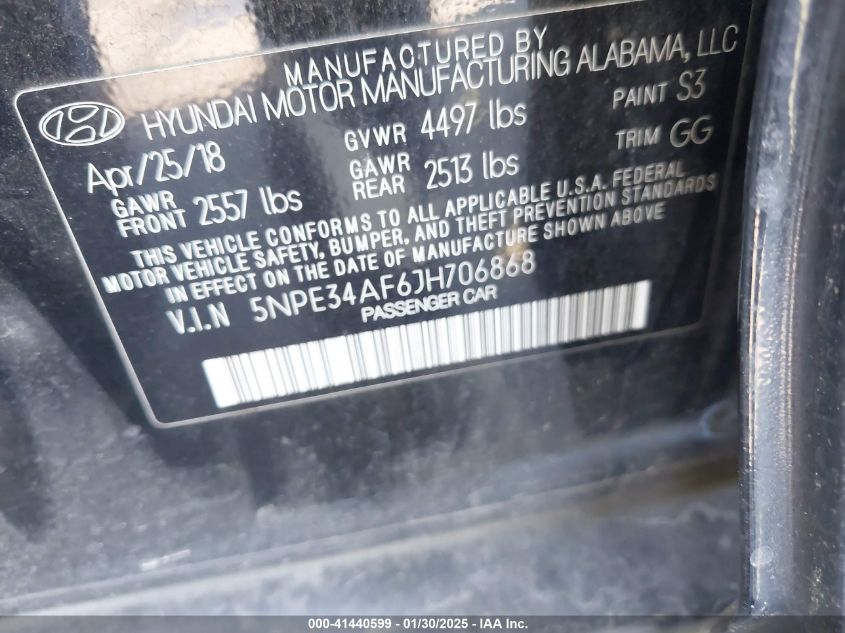 MANUFACTURED BY
HYUNDAI MOTOR MANUFACTURING ALABAMA, LLC
Apr/25/18 GVWR 4497 lbs PAINT S3
GAWR FRONT 2557 lbs GAWR REAR 2513 lbs TRIM GG
THIS VEHICLE CONFORMS TO ALL APPLICABLE U.S.A. FEDERAL
MOTOR VEHICLE SAFETY, BUMPER, AND THEFT PREVENTION STANDARDS
IN EFFECT ON THE DATE OF MANUFACTURE SHOWN ABOVE
V.I.N 5NPE34AF6JH706868
PASSENGER CAR
000-41440599 - 01/30/2025 - IAA Inc.